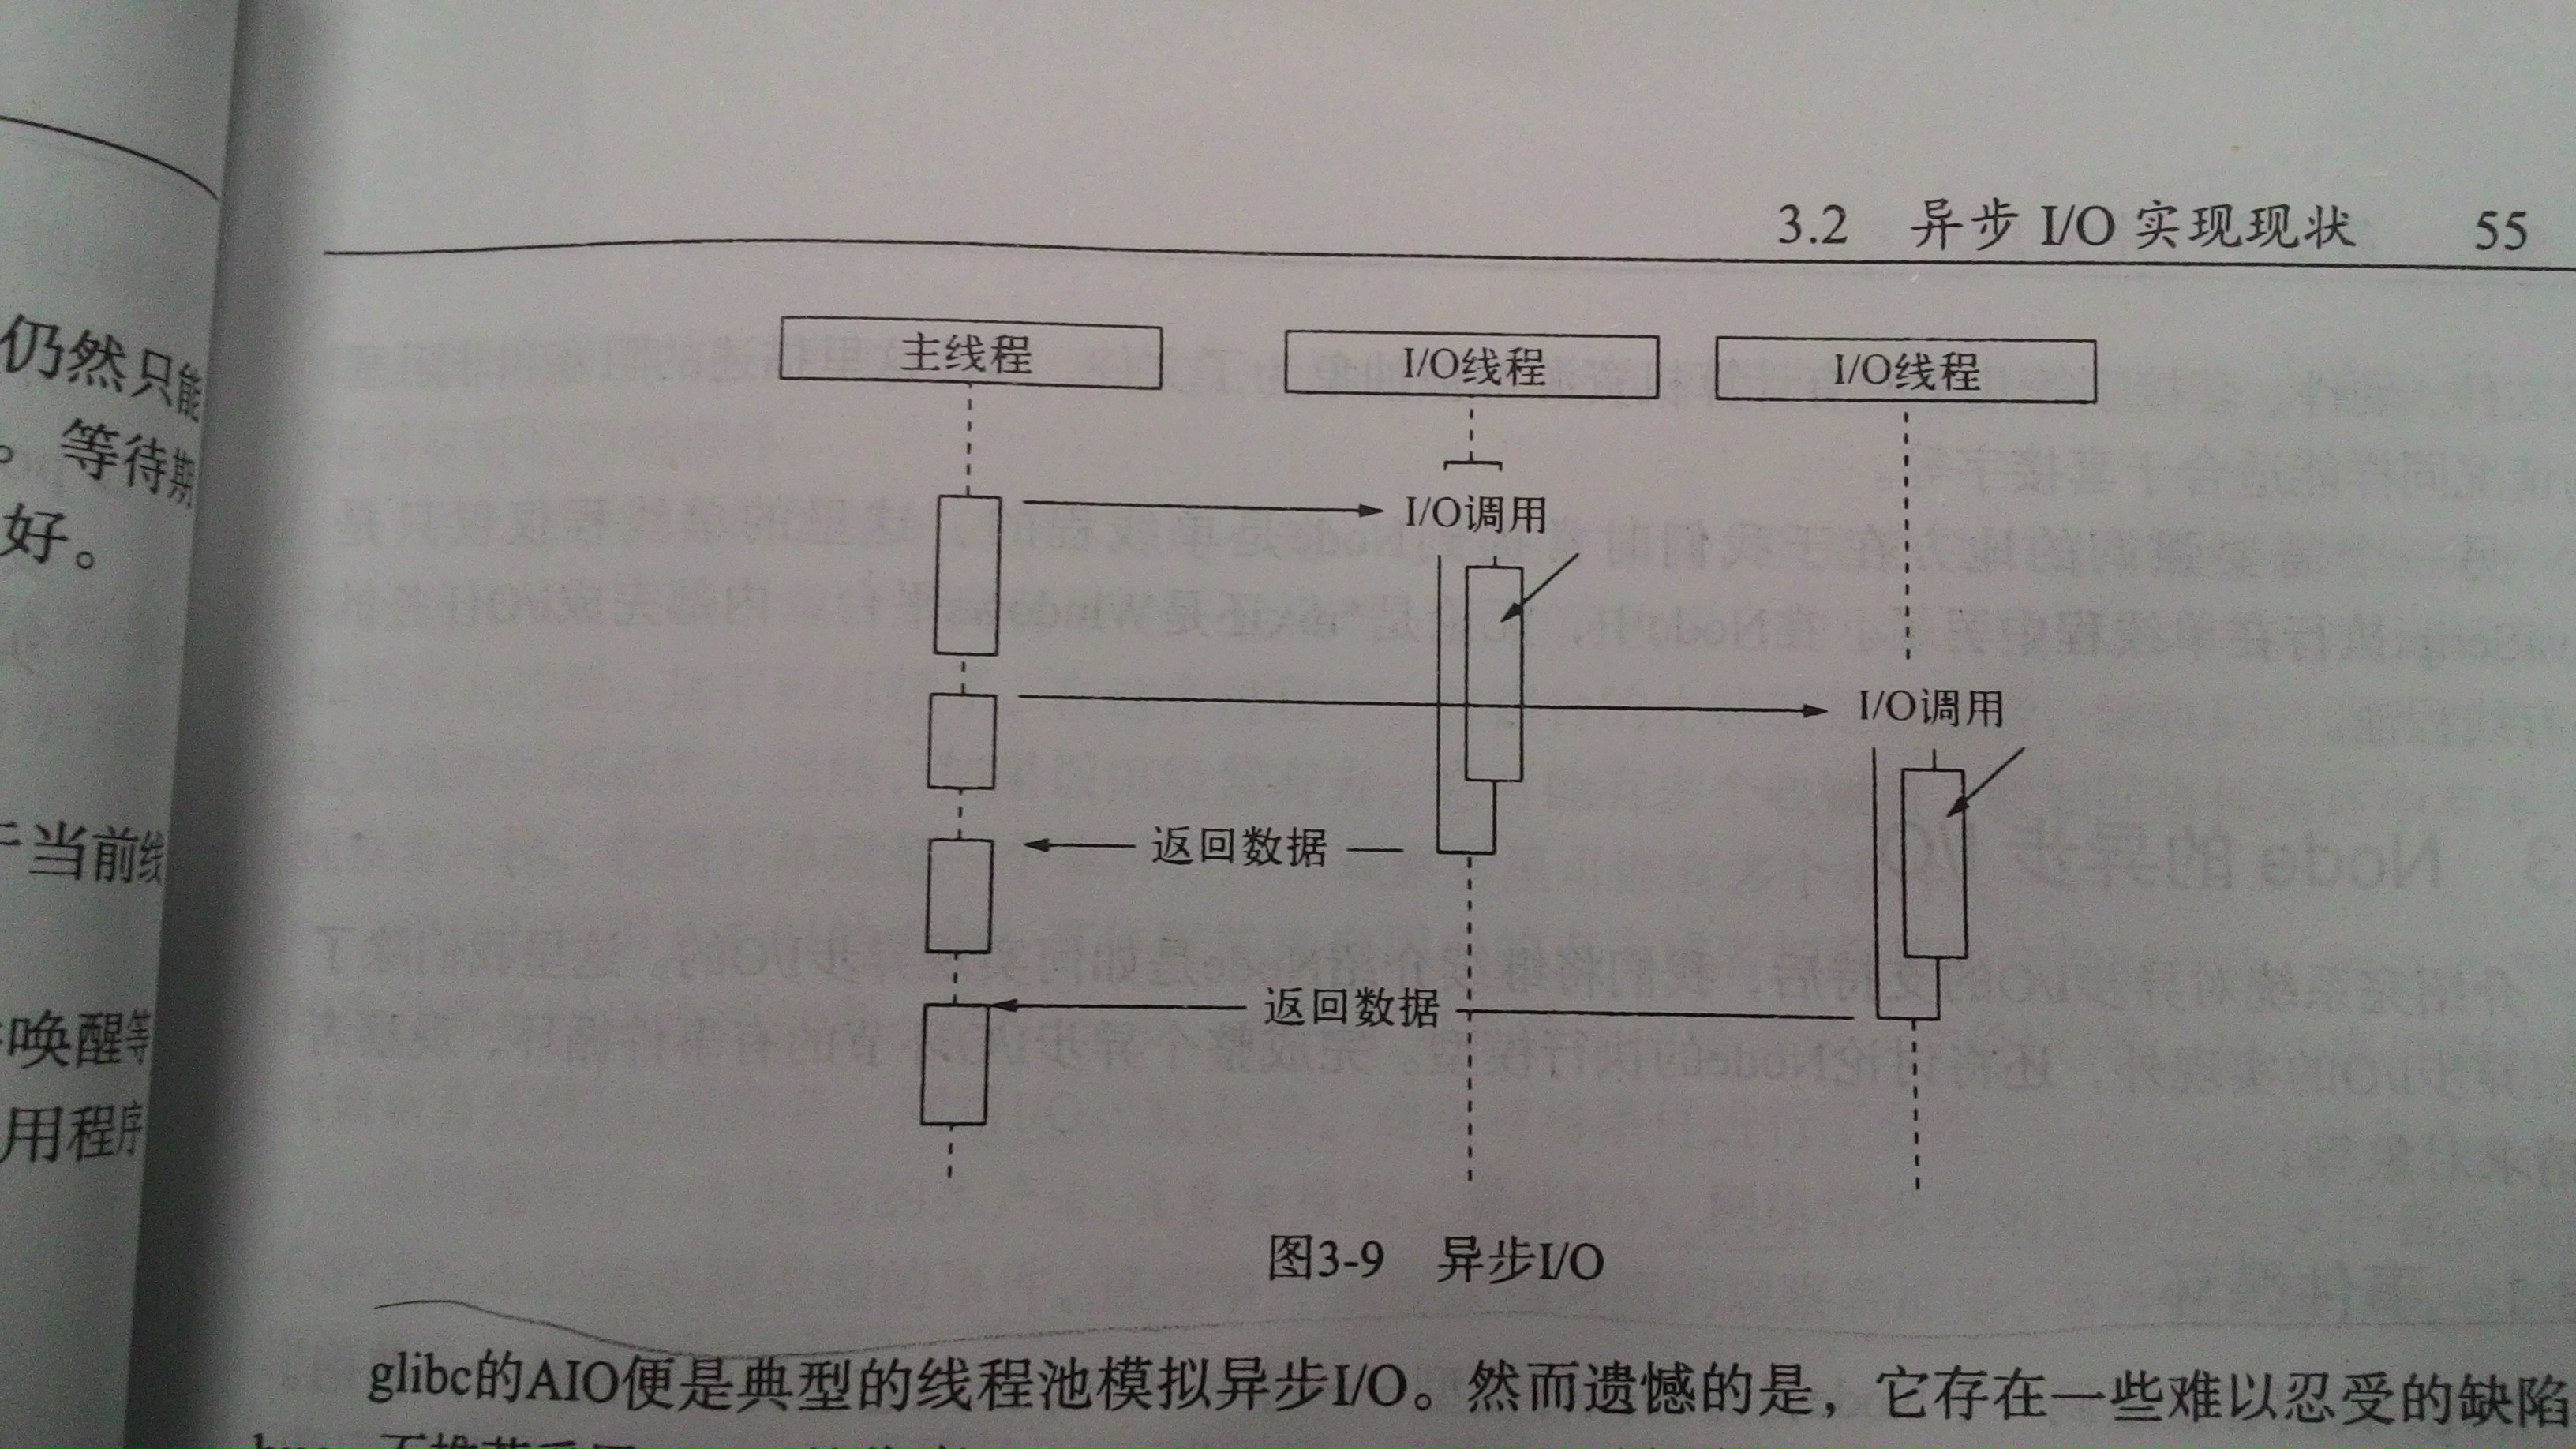 3.2 异步 I/O 实现现状 55
仍然只能
。等待期
好。
当前线
唤醒等
用程序
主线程
I/O线程
I/O线程
I/O调用
I/O调用
返回数据
返回数据
图3-9 异步I/O
glibc的AIO便是典型的线程池模拟异步I/O。然而遗憾的是，它存在一些难以忍受的缺陷